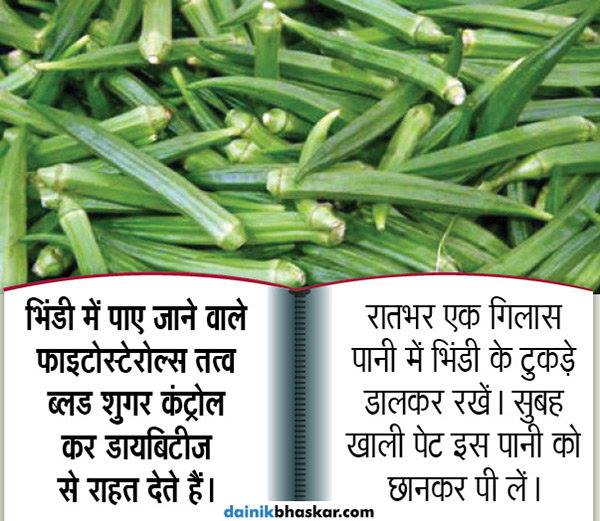 भिंडी में पाए जाने वाले
फाइटोस्टेरोल्स तत्व
ब्लड शुगर कंट्रोल
कर डायबिटीज
से राहत देते हैं।
रातभर एक गिलास
पानी में भिंडी के टुकड़े
डालकर रखें। सुबह
खाली पेट इस पानी को
छानकर पी लें।
dainikbhaskar.com